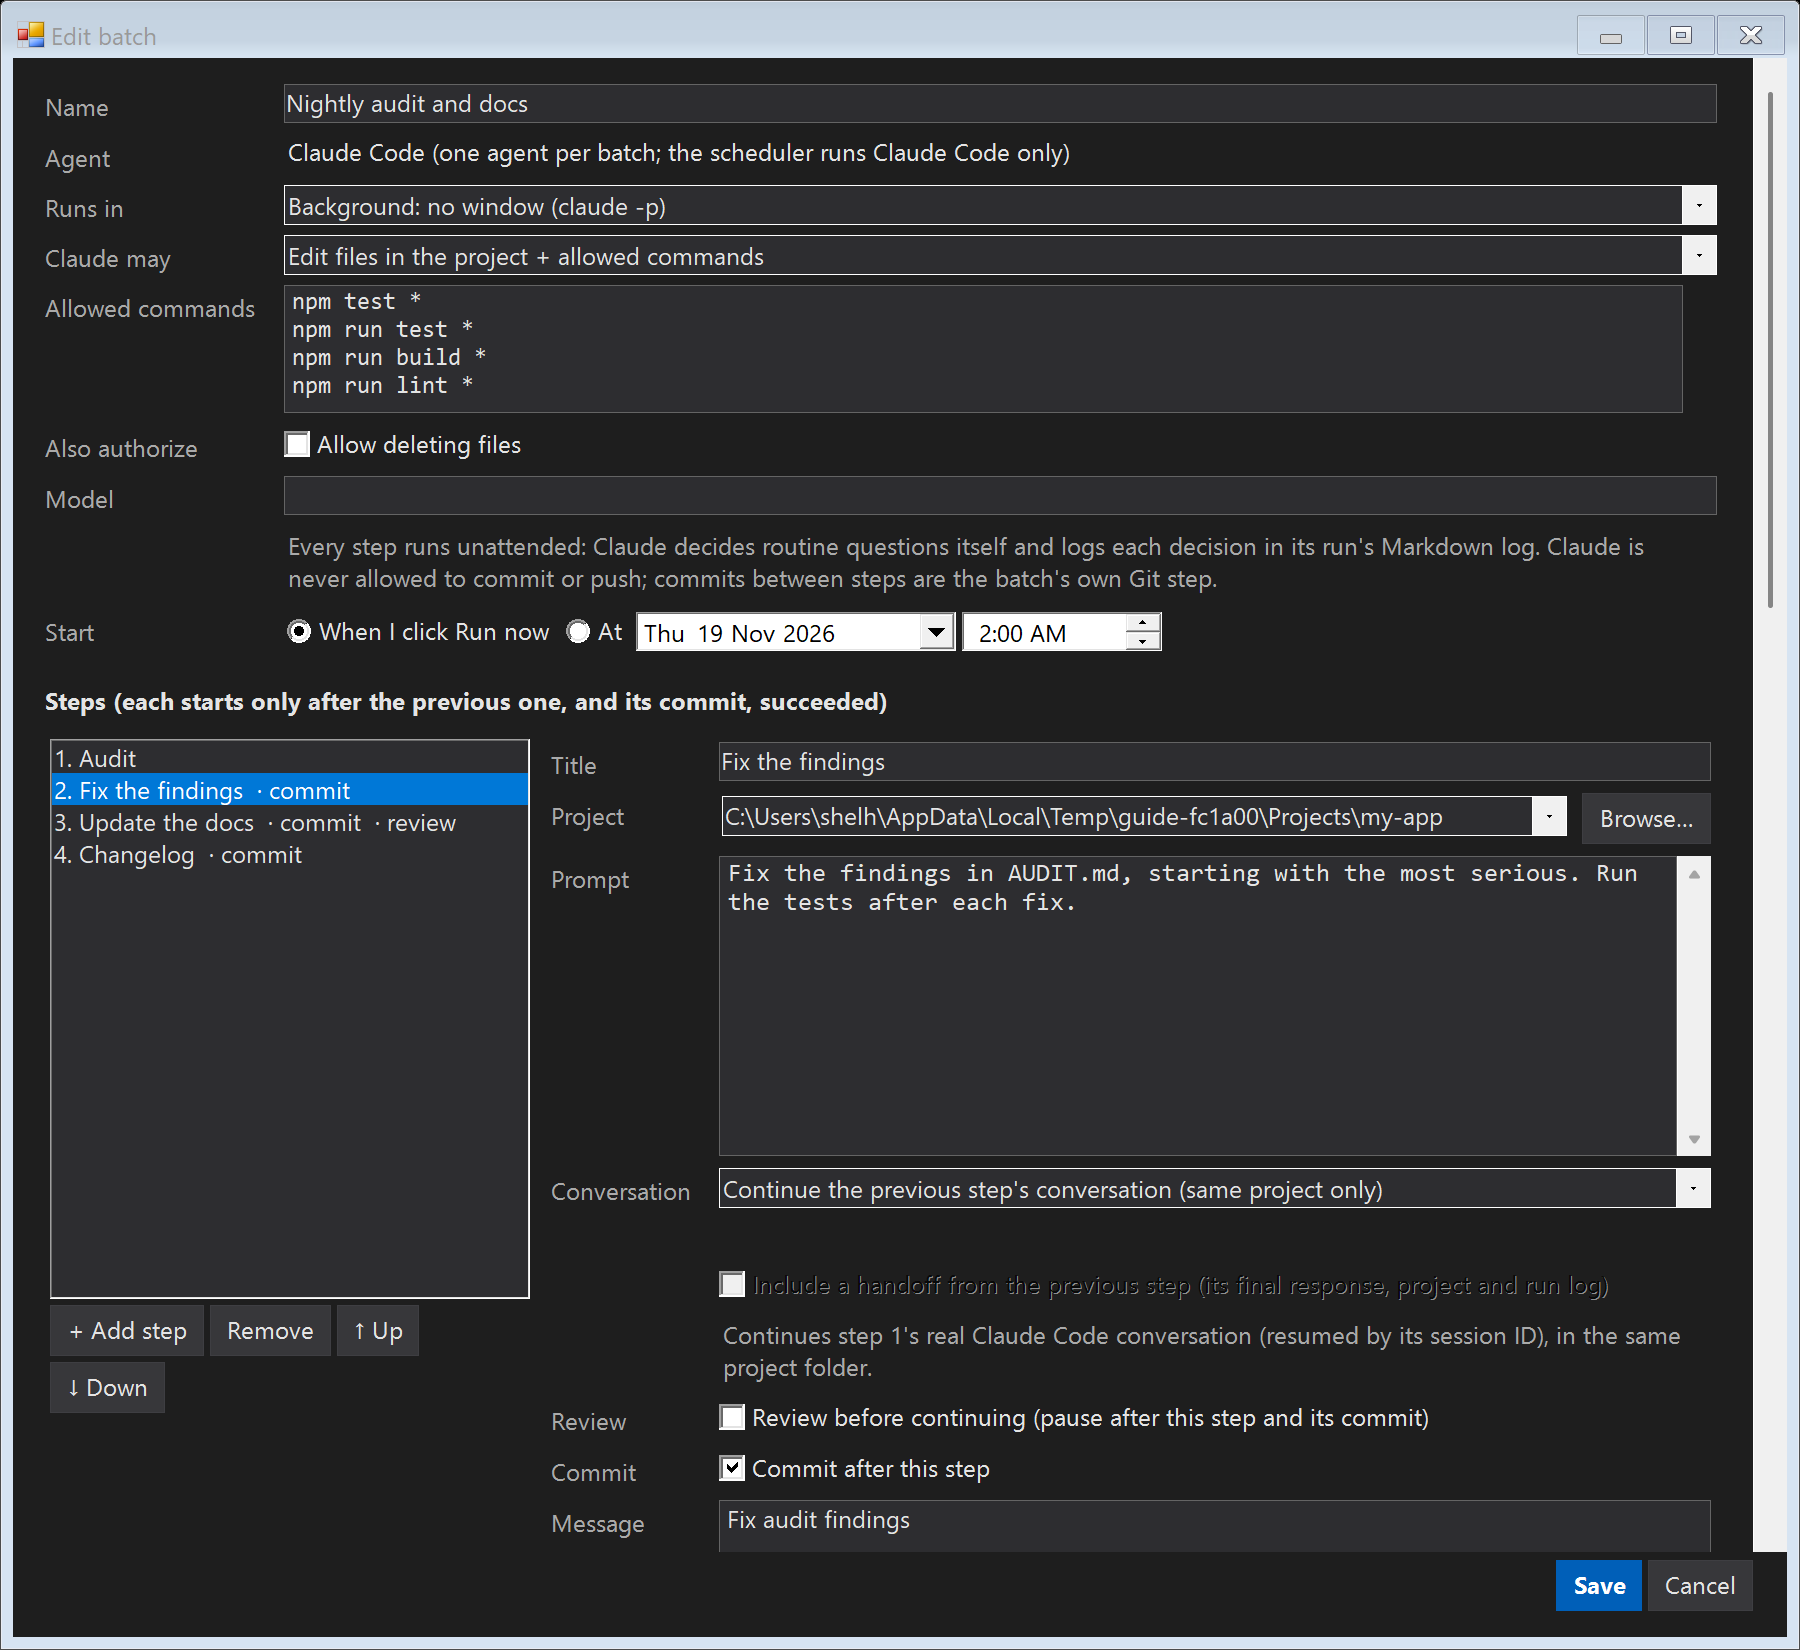 Edit batch
Name
Nightly audit and docs
Agent
Claude Code (one agent per batch; the scheduler runs Claude Code only)
Runs in
Background: no window (claude -p)
Claude may
Edit files in the project + allowed commands
Allowed commands
npm test *
npm run test *
npm run build *
npm run lint *
Also authorize
Allow deleting files
Model
Every step runs unattended: Claude decides routine questions itself and logs each decision in its run's Markdown log. Claude is
never allowed to commit or push; commits between steps are the batch's own Git step.
Start
When I click Run now
At
Thu 19 Nov 2026
2:00 AM
Steps (each starts only after the previous one, and its commit, succeeded)
1. Audit
2. Fix the findings · commit
3. Update the docs · commit · review
4. Changelog · commit
+ Add step
Remove
↑ Up
↓ Down
Title
Fix the findings
Project
C:\Users\shelh\AppData\Local\Temp\guide-fc1a00\Projects\my-app
Browse...
Prompt
Fix the findings in AUDIT.md, starting with the most serious. Run
the tests after each fix.
Conversation
Continue the previous step's conversation (same project only)
Include a handoff from the previous step (its final response, project and run log)
Continues step 1's real Claude Code conversation (resumed by its session ID), in the same
project folder.
Review
Review before continuing (pause after this step and its commit)
Commit
Commit after this step
Message
Fix audit findings
Save
Cancel